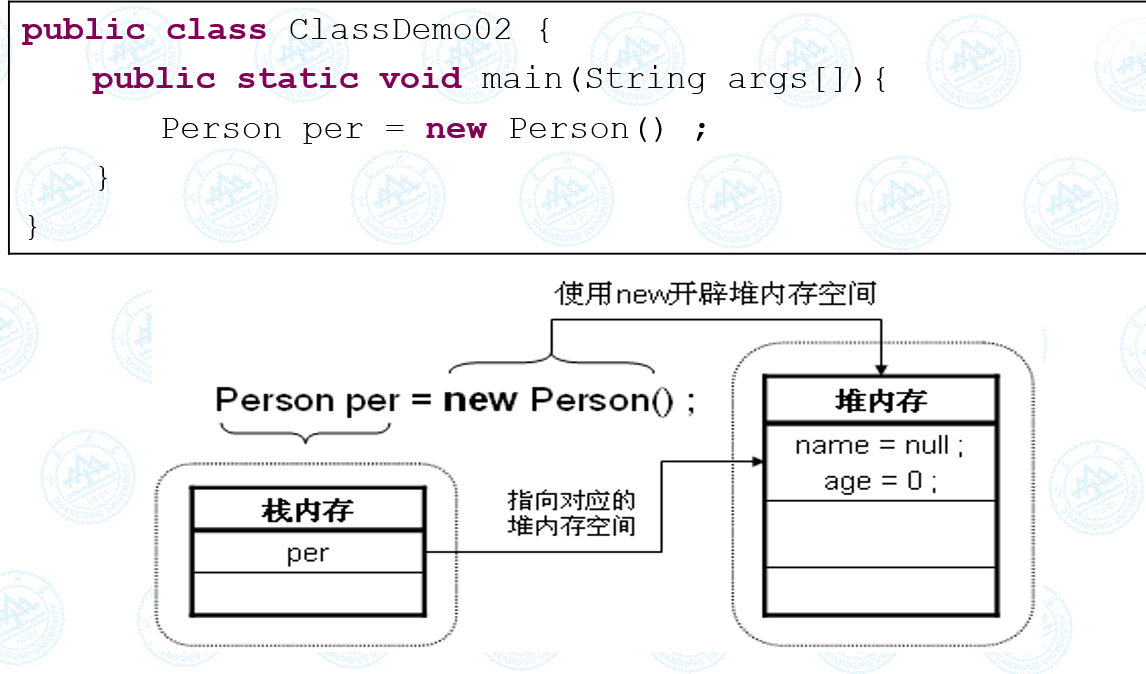 public class ClassDemo02 {
public static void main(String args[]){
Person per = new Person() ;
}
}
使用new开辟堆内存空间
Person per = new Person() ;
堆内存
name = null ;
age = 0 ;
指向对应的
堆内存空间
栈内存
per